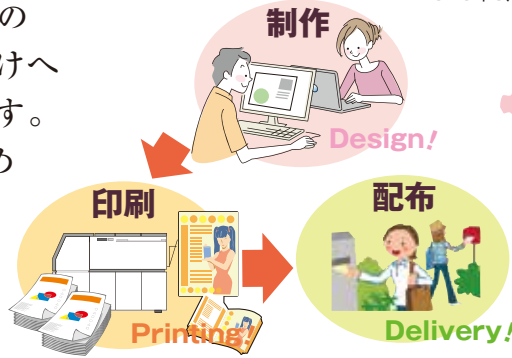 の
けへ
す。
め
制作
Design!
印刷
Printing!
配布
Delivery!